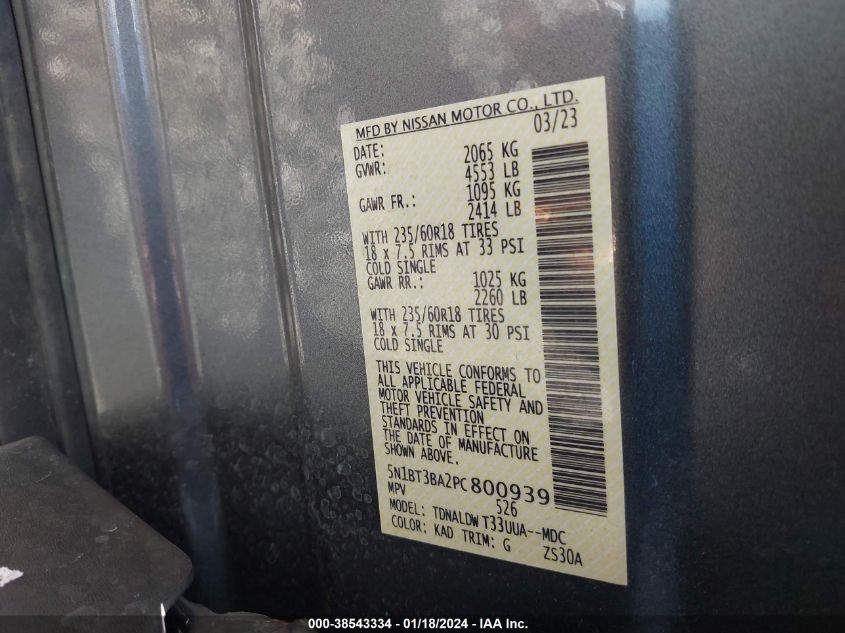 MFD BY NISSAN MOTOR CO., LTD.
DATE: 03/23
GVWR: 2065 KG
4553 LB
GAWR FR.: 1095 KG
2414 LB
WITH 235/60R18 TIRES
18 x 7.5 RIMS AT 33 PSI
COLD SINGLE
GAWR RR.: 1025 KG
2260 LB
WITH 235/60R18 TIRES
18 x 7.5 RIMS AT 30 PSI
COLD SINGLE
THIS VEHICLE CONFORMS TO
ALL APPLICABLE FEDERAL
MOTOR VEHICLE SAFETY AND
THEFT PREVENTION
STANDARDS IN EFFECT ON
THE DATE OF MANUFACTURE
SHOWN ABOVE.
5N1BT3BA2PC800939
MPV 526
MODEL: TDNALDW T33UUA--MDC
COLOR: KAD TRIM: G ZS30A
000-38543334 - 01/18/2024 - IAA Inc.